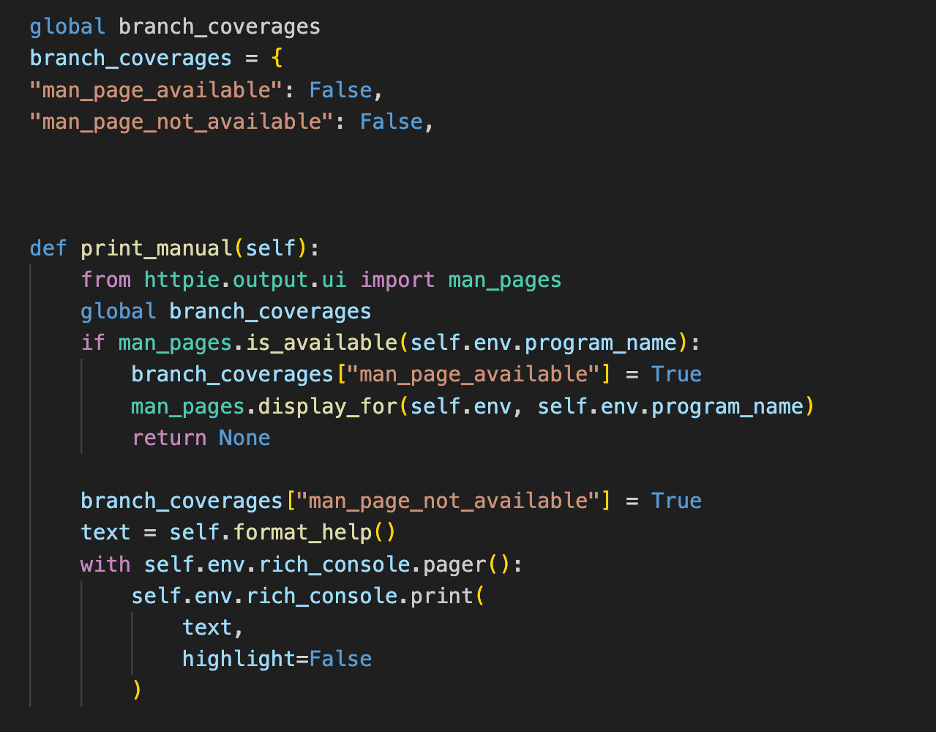 global branch_coverages
branch_coverages = {
"man_page_available": False,
"man_page_not_available": False,
def print_manual(self):
    from httpie.output.ui import man_pages
    global branch_coverages
    if man_pages.is_available(self.env.program_name):
        branch_coverages["man_page_available"] = True
        man_pages.display_for(self.env, self.env.program_name)
        return None
    branch_coverages["man_page_not_available"] = True
    text = self.format_help()
    with self.env.rich_console.pager():
        self.env.rich_console.print(
            text,
            highlight=False
        )